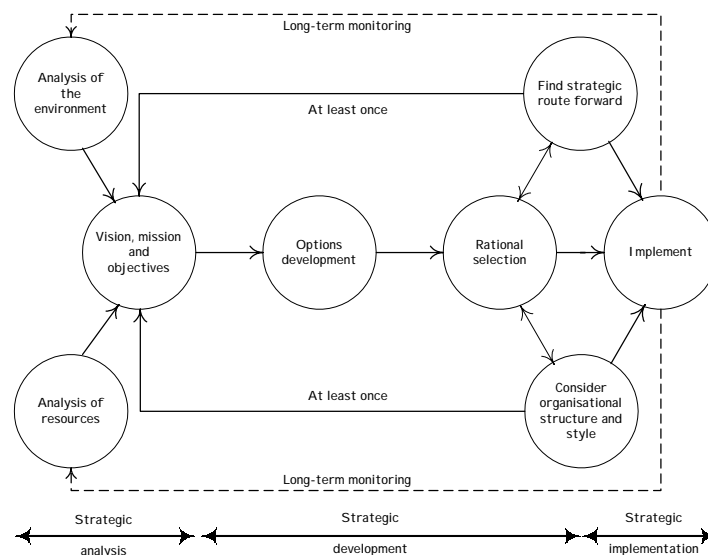 Long-term monitoring
Analysis of
the
environment
Find strategic
route forward
At least once
Vision, mission
and
objectives
Options
development
Rational
selection
Implement
Analysis of
resources
At least once
Consider
organisational
structure and
style
Long-term monitoring
Strategic
analysis
Strategic
development
Strategic
implementation